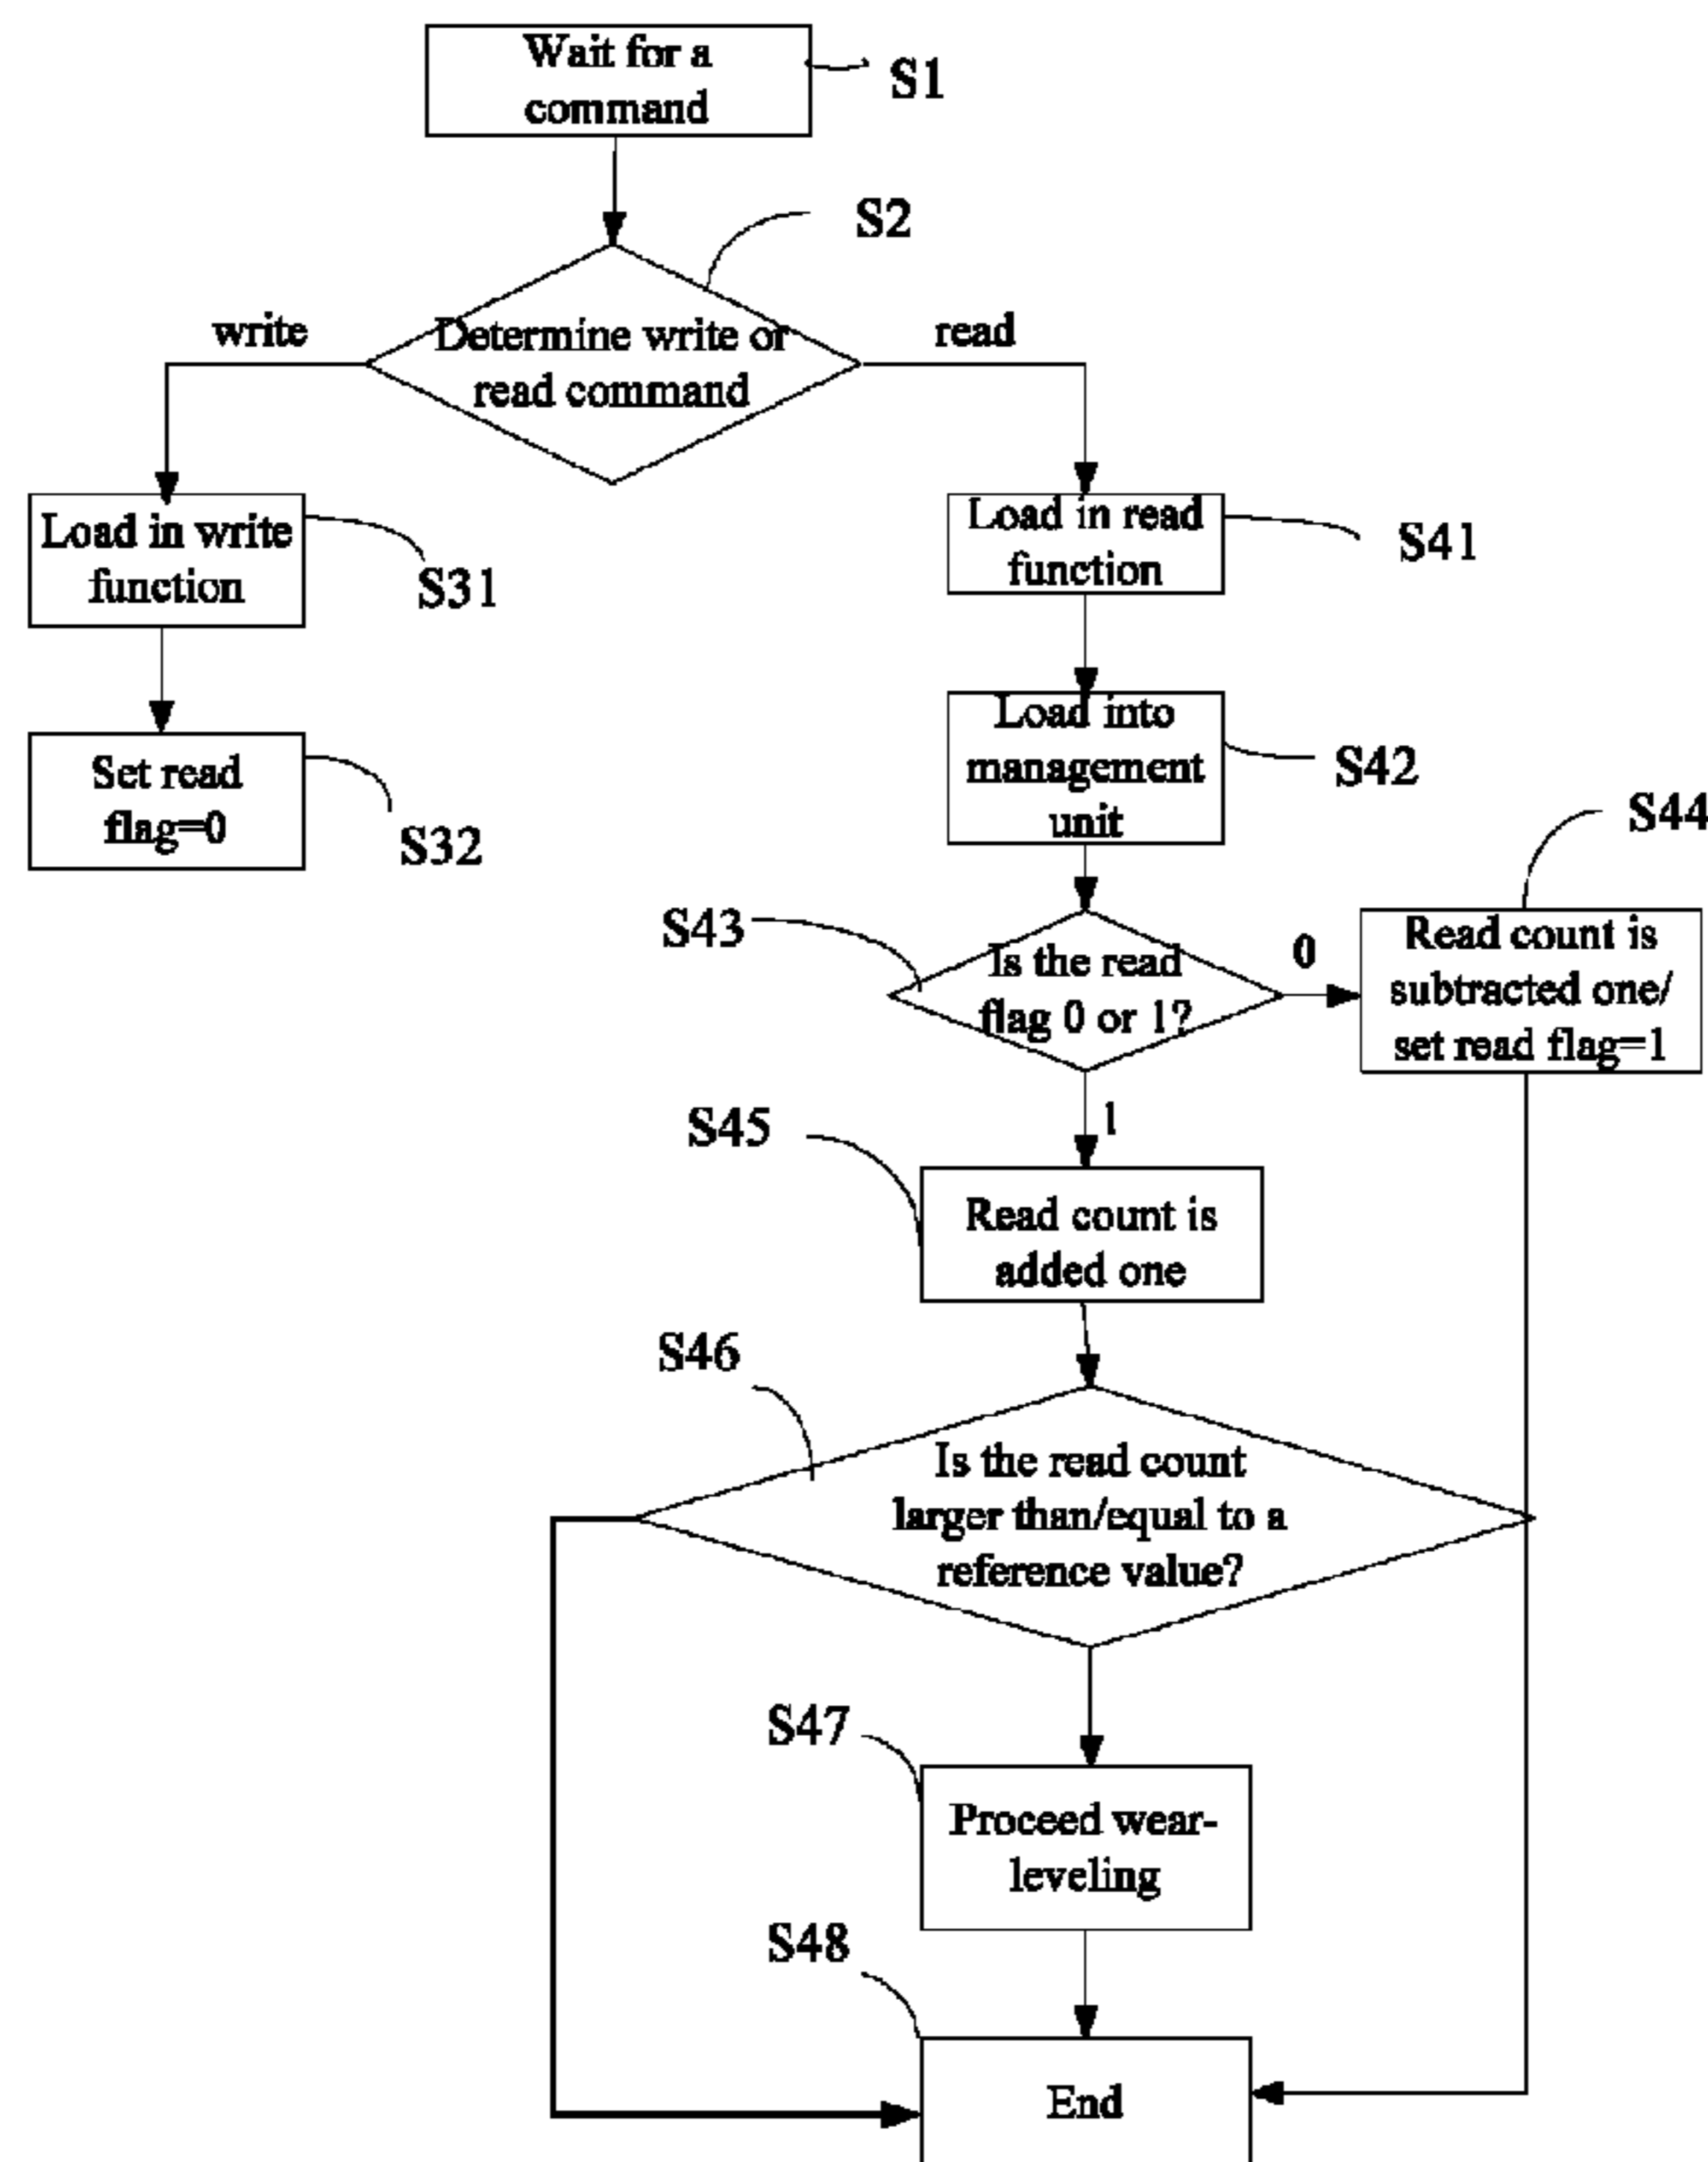 Wait for a
command
S1
S2
Determine write or
read command
write
read
Load in write
function
S31
Load in read
function
S41
Set read
flag=0
S32
Load into
management
unit
S42
S43
Is the read
flag 0 or 1?
0
1
S44
Read count is
subtracted one/
set read flag=1
S45
Read count is
added one
S46
Is the read count
larger than/equal to a
reference value?
S47
Proceed wear-
leveling
S48
End